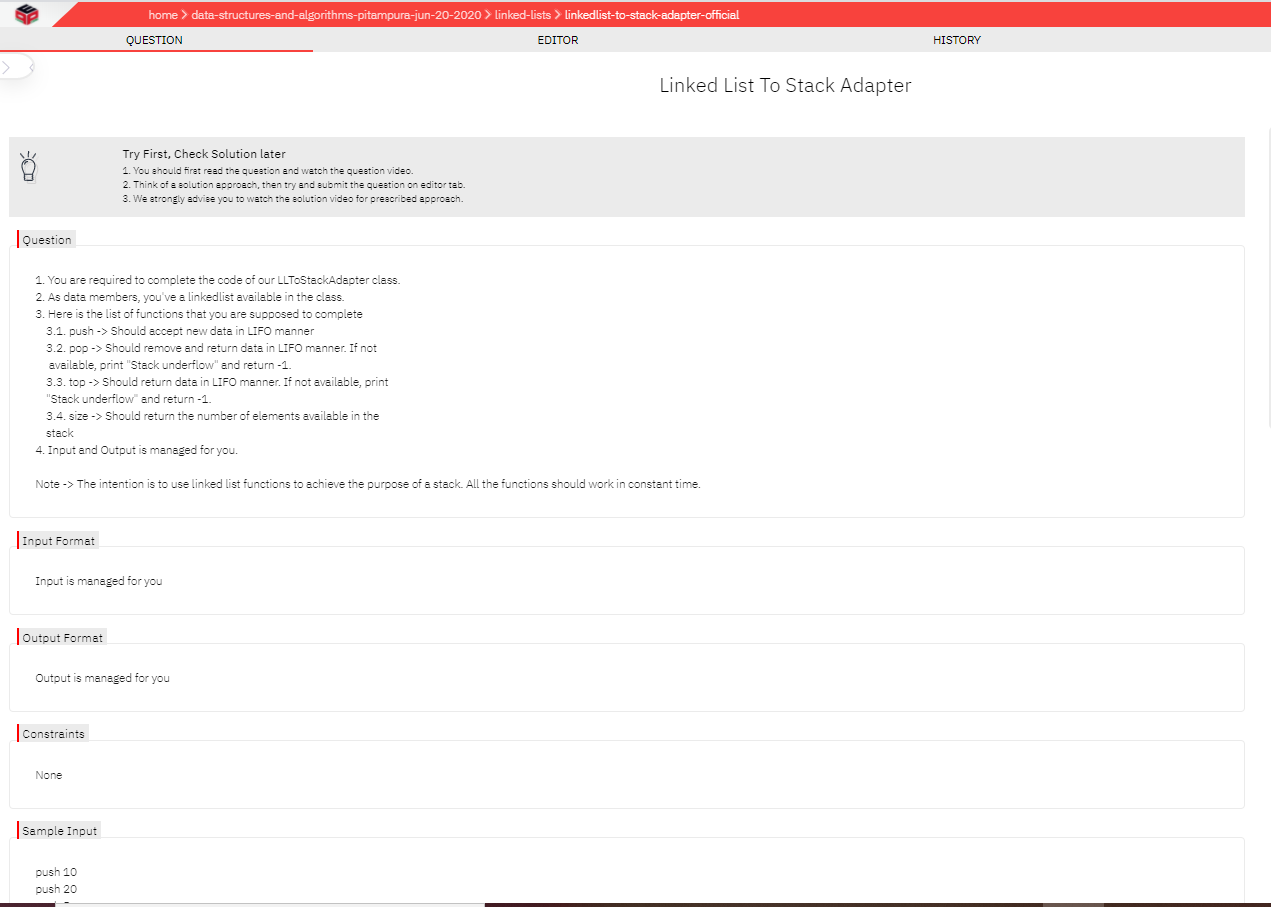 home > data-structures-and-algorithms-pitampura-jun-20-2020 > linked-lists > linkedlist-to-stack-adapter-official
QUESTION EDITOR HISTORY
Linked List To Stack Adapter
Try First, Check Solution later
1. You should first read the question and watch the question video.
2. Think of a solution approach, then try and submit the question on editor tab.
3. We strongly advise you to watch the solution video for prescribed approach.
Question
1. You are required to complete the code of our LLToStackAdapter class.
2. As data members, you've a linkedlist available in the class.
3. Here is the list of functions that you are supposed to complete
3.1. push -> Should accept new data in LIFO manner
3.2. pop -> Should remove and return data in LIFO manner. If not
available, print "Stack underflow" and return -1.
3.3. top -> Should return data in LIFO manner. If not available, print
"Stack underflow" and return -1.
3.4. size -> Should return the number of elements available in the
stack
4. Input and Output is managed for you.
Note -> The intention is to use linked list functions to achieve the purpose of a stack. All the functions should work in constant time.
Input Format
Input is managed for you
Output Format
Output is managed for you
Constraints
None
Sample Input
push 10
push 20